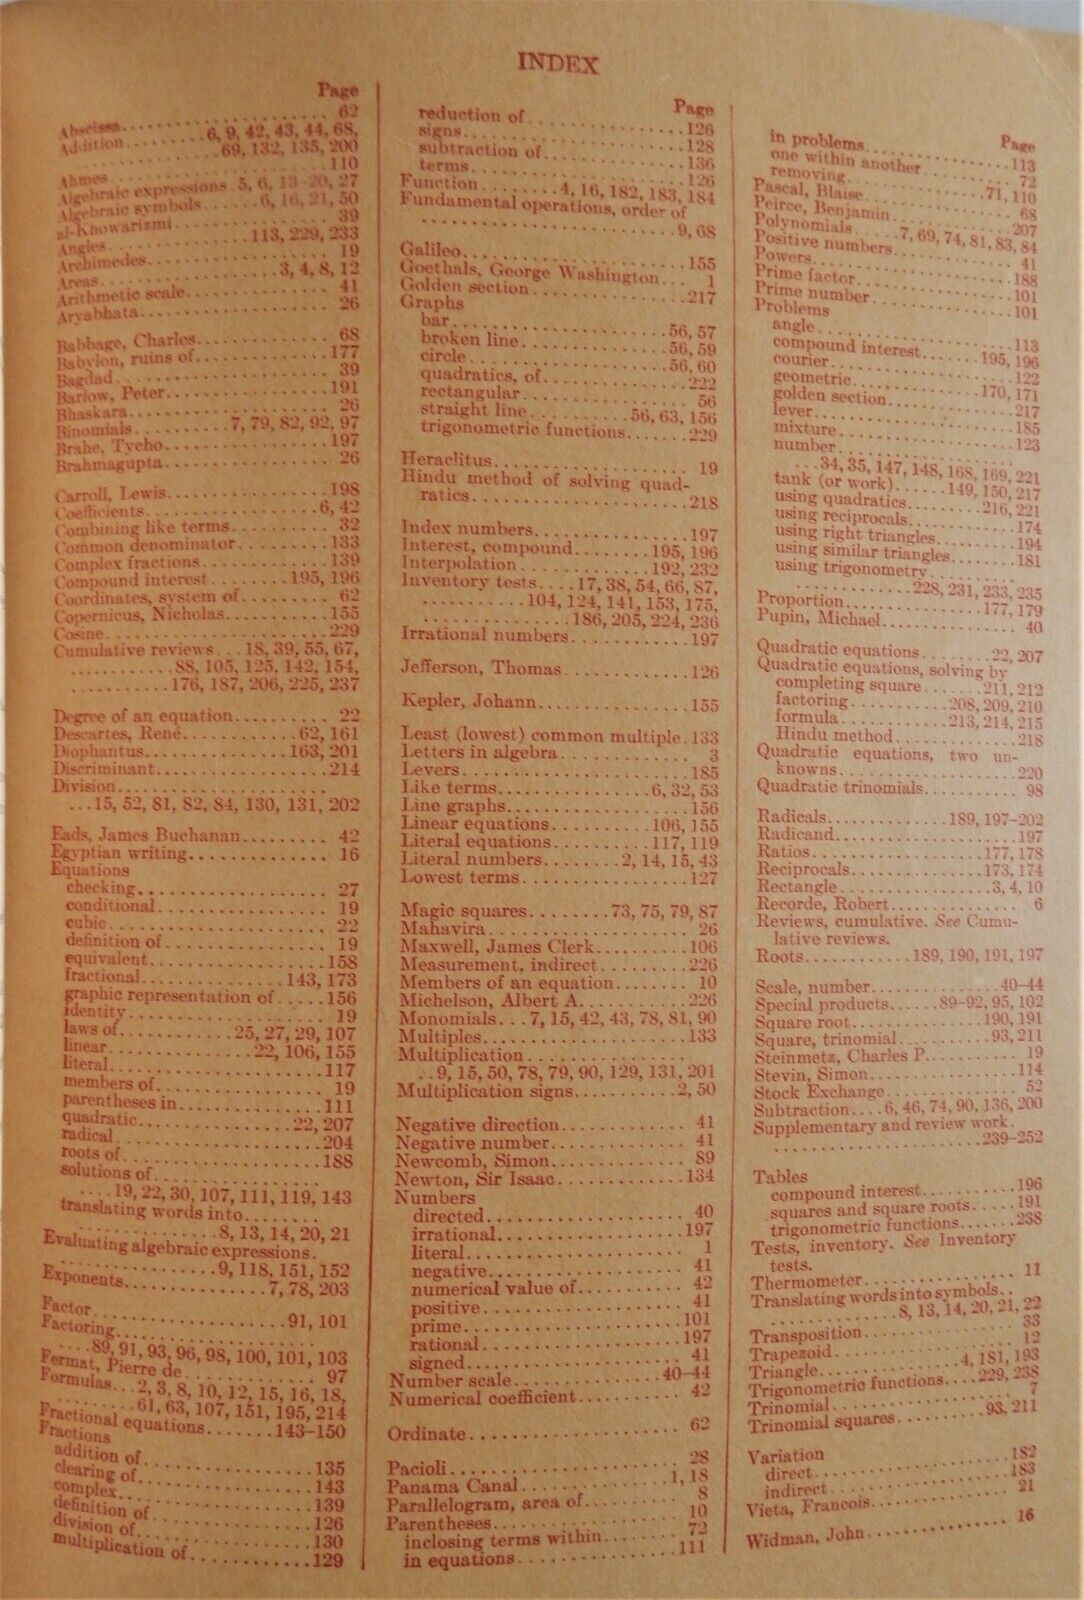 INDEX
Page
Abscissa..................62
Addition..........6, 9, 42, 43, 44, 68,
..........69, 132, 135, 200
Ahmes..................110
Algebraic expressions..5, 6, 13–20, 27
Algebraic symbols.......6, 16, 21, 50
al-Khowarizmi..................39
Angles..................113, 229, 233
Archimedes..................19
Areas..................3, 4, 8, 12
Arithmetic scale..................41
Aryabhata..................26
Babbage, Charles..................68
Babylon, ruins of..................177
Bagdad..................39
Barlow, Peter..................191
Bhaskara..................26
Binomials..........7, 79, 82, 92, 97
Brahe, Tycho..................197
Brahmagupta..................26
Carroll, Lewis..................198
Coefficients..................6, 42
Combining like terms..........32
Common denominator..........133
Complex fractions..................139
Compound interest........195, 196
Coordinates, system of..........62
Copernicus, Nicholas..........155
Cosine..................229
Cumulative reviews...18, 39, 55, 67,
..........88, 105, 125, 142, 154,
..........176, 187, 206, 225, 237
Degree of an equation..........22
Descartes, René............62, 161
Diophantus..................163, 201
Discriminant..................214
Division..................
...15, 52, 81, 82, 84, 130, 131, 202
Eads, James Buchanan.........42
Egyptian writing..................16
Equations
checking..................27
conditional..................19
cubic..................22
definition of..................19
equivalent..................158
fractional..................143, 173
graphic representation of.....156
identity..................19
laws of............25, 27, 29, 107
linear..................22, 106, 155
literal..................117
members of..................19
parentheses in..................111
quadratic..................22, 207
radical..................204
roots of..................188
solutions of..................
....19, 22, 30, 107, 111, 119, 143
translating words into........
..........8, 13, 14, 20, 21
Evaluating algebraic expressions.
..................9, 118, 151, 152
Exponents..................7, 78, 203
Factor..................91, 101
Factoring..................
....89, 91, 93, 96, 98, 100, 101, 103
Fermat, Pierre de..................97
Formulas...2, 3, 8, 10, 12, 15, 16, 18,
..........61, 63, 107, 151, 195, 214
Fractional equations.......143–150
Fractions
addition of..................135
clearing of..................143
complex..................139
definition of..................126
division of..................130
multiplication of............129
Page
reduction of..................126
signs..................128
subtraction of..................136
terms..................126
Function.........4, 16, 182, 183, 184
Fundamental operations, order of
..................9, 68
Galileo..................155
Goethals, George Washington...1
Golden section..................217
Graphs
bar..................56, 57
broken line..................56, 59
circle..................56, 60
quadratics, of..................222
rectangular..................56
straight line............56, 63, 156
trigonometric functions.......229
Heraclitus..................19
Hindu method of solving quad-
ratics..................218
Index numbers..................197
Interest, compound........195, 196
Interpolation..................192, 232
Inventory tests....17, 38, 54, 66, 87,
..........104, 124, 141, 153, 175,
..........186, 205, 224, 236
Irrational numbers............197
Jefferson, Thomas............126
Kepler, Johann..................155
Least (lowest) common multiple.133
Letters in algebra............3
Levers..................185
Like terms..................6, 32, 53
Line graphs..................156
Linear equations..........106, 155
Literal equations..........117, 119
Literal numbers........2, 14, 15, 43
Lowest terms..................127
Magic squares........73, 75, 79, 87
Mahavira..................26
Maxwell, James Clerk.........106
Measurement, indirect.........226
Members of an equation........10
Michelson, Albert A..........226
Monomials...7, 15, 42, 43, 78, 81, 90
Multiples..................133
Multiplication..................
..9, 15, 50, 78, 79, 90, 129, 131, 201
Multiplication signs...........2, 50
Negative direction............41
Negative number............41
Newcomb, Simon............89
Newton, Sir Isaac............134
Numbers
directed..................40
irrational..................197
literal..................1
negative..................41
numerical value of............42
positive..................41
prime..................101
rational..................197
signed..................41
Number scale..................40–44
Numerical coefficient............42
Ordinate..................62
Pacioli..................28
Panama Canal..................1, 18
Parallelogram, area of..........8
Parentheses..................10
inclosing terms within.........72
in equations..................111
Page
in problems..................113
one within another............72
removing..................71, 110
Pascal, Blaise..................68
Peirce, Benjamin............207
Polynomials.....7, 69, 74, 81, 83, 84
Positive numbers............41
Powers..................188
Prime factor..................101
Prime number..................101
Problems
angle..................113
compound interest.......195, 196
courier..................122
geometric..................170, 171
golden section..................217
lever..................185
mixture..................123
number..................
...34, 35, 147, 148, 168, 169, 221
tank (or work)......149, 150, 217
using quadratics..........216, 221
using reciprocals............174
using right triangles.........194
using similar triangles........181
using trigonometry..........
..........228, 231, 233, 235
Proportion..................177, 179
Pupin, Michael..................40
Quadratic equations.........22, 207
Quadratic equations, solving by
completing square.......211, 212
factoring............208, 209, 210
formula............213, 214, 215
Hindu method..................218
Quadratic equations, two un-
knowns..................220
Quadratic trinomials............98
Radicals............189, 197–202
Radicand..................197
Ratios..................177, 178
Reciprocals..................173, 174
Rectangle..................3, 4, 10
Recorde, Robert..................6
Reviews, cumulative. See Cumu-
lative reviews.
Roots............189, 190, 191, 197
Scale, number..................40–44
Special products.....89–92, 95, 102
Square root..................190, 191
Square, trinomial............93, 211
Steinmetz, Charles P..........19
Stevin, Simon..................114
Stock Exchange..................52
Subtraction....6, 46, 74, 90, 136, 200
Supplementary and review work.
..................239–252
Tables
compound interest............196
squares and square roots.....191
trigonometric functions.......238
Tests, inventory. See Inventory
tests.
Thermometer..................11
Translating words into symbols..
............8, 13, 14, 20, 21, 22
Transposition..................33
Trapezoid..................12
Triangle..................4, 181, 193
Trigonometric functions....229, 238
Trinomial..................7
Trinomial squares.........93, 211
Variation
direct..................182
indirect..................183
Vieta, Francois..................21
Widman, John..................16